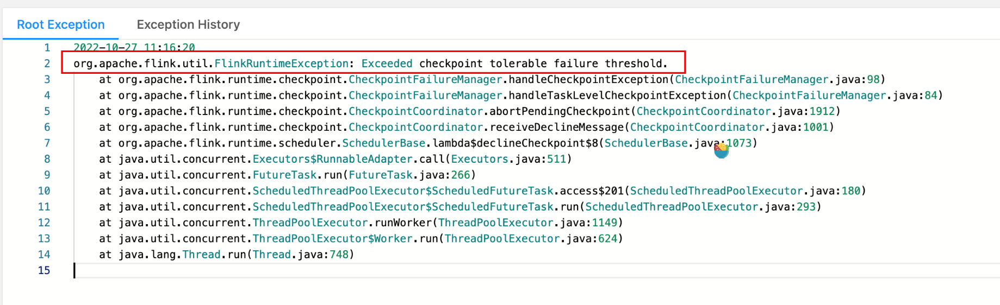 Root Exception Exception History
1 2022-10-27 11:16:20
2 org.apache.flink.util.FlinkRuntimeException: Exceeded checkpoint tolerable failure threshold.
3 at org.apache.flink.runtime.checkpoint.CheckpointFailureManager.handleCheckpointException(CheckpointFailureManager.java:98)
4 at org.apache.flink.runtime.checkpoint.CheckpointFailureManager.handleTaskLevelCheckpointException(CheckpointFailureManager.java:84)
5 at org.apache.flink.runtime.checkpoint.CheckpointCoordinator.abortPendingCheckpoint(CheckpointCoordinator.java:1912)
6 at org.apache.flink.runtime.checkpoint.CheckpointCoordinator.receiveDeclineMessage(CheckpointCoordinator.java:1001)
7 at org.apache.flink.runtime.scheduler.SchedulerBase.lambda$declineCheckpoint$8(SchedulerBase.java:1073)
8 at java.util.concurrent.Executors$RunnableAdapter.call(Executors.java:511)
9 at java.util.concurrent.FutureTask.run(FutureTask.java:266)
10 at java.util.concurrent.ScheduledThreadPoolExecutor$ScheduledFutureTask.access$201(ScheduledThreadPoolExecutor.java:180)
11 at java.util.concurrent.ScheduledThreadPoolExecutor$ScheduledFutureTask.run(ScheduledThreadPoolExecutor.java:293)
12 at java.util.concurrent.ThreadPoolExecutor.runWorker(ThreadPoolExecutor.java:1149)
13 at java.util.concurrent.ThreadPoolExecutor$Worker.run(ThreadPoolExecutor.java:624)
14 at java.lang.Thread.run(Thread.java:748)
15